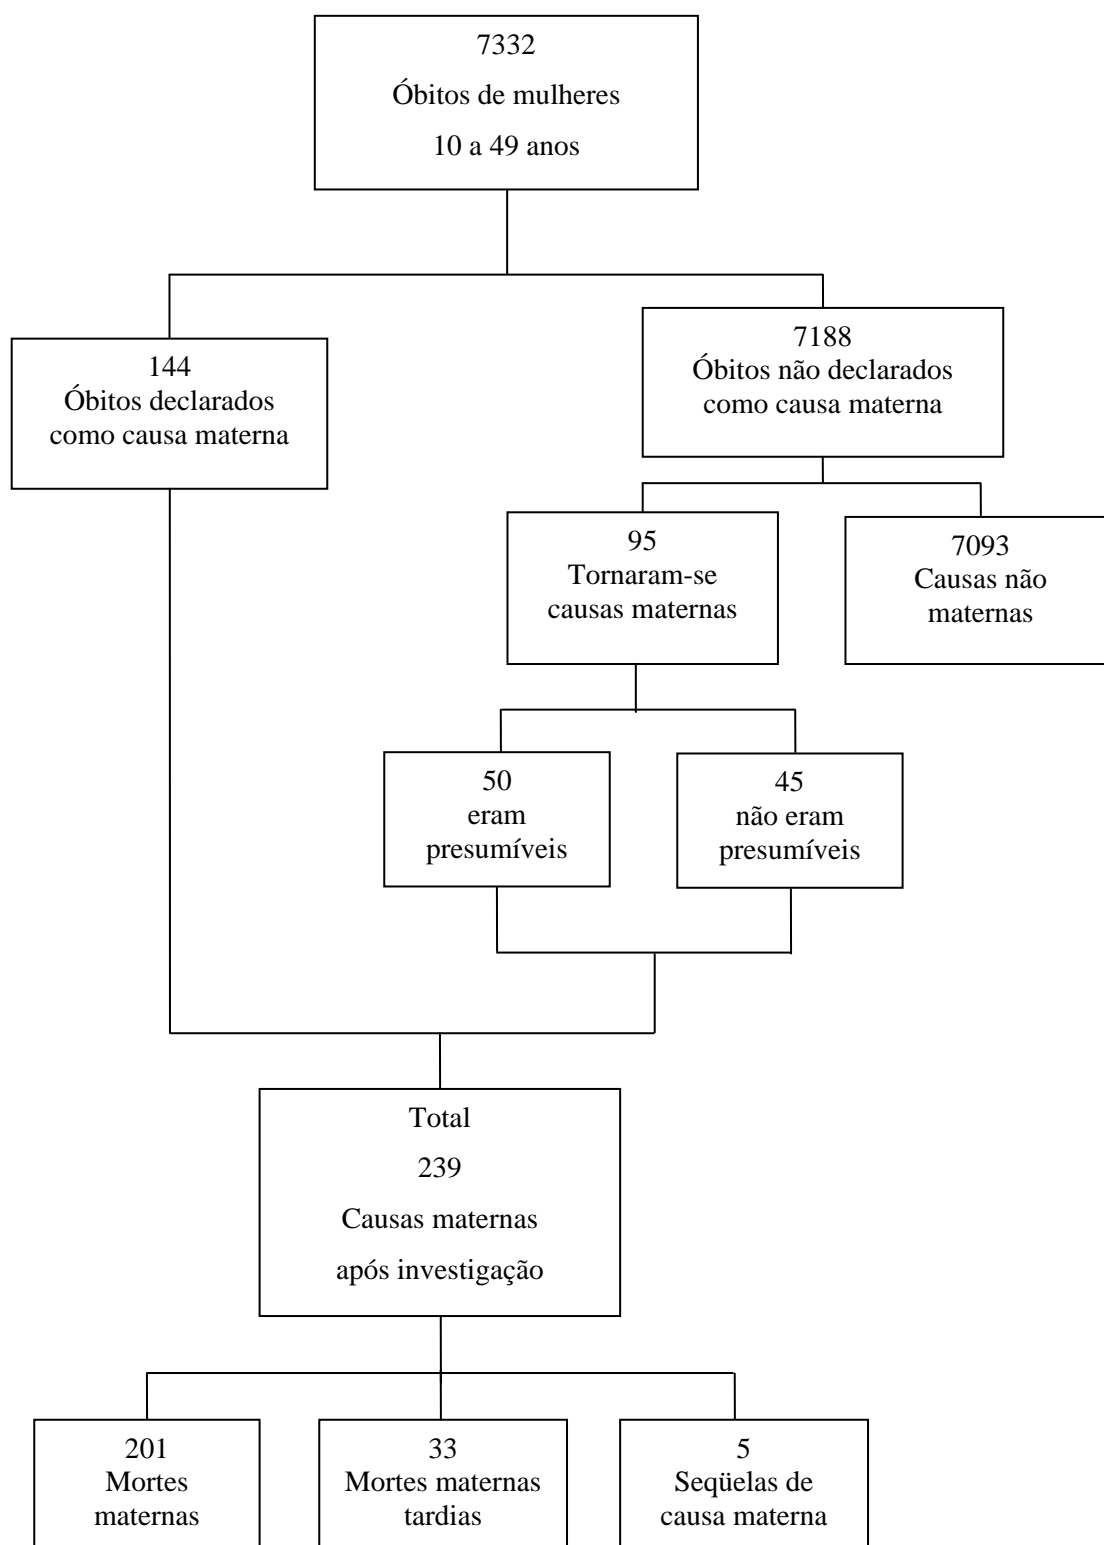 7332
Óbitos de mulheres
10 a 49 anos
144
Óbitos declarados
como causa materna
7188
Óbitos não declarados
como causa materna
95
Tornaram-se
causas maternas
7093
Causas não
maternas
50
eram
presumíveis
45
não eram
presumíveis
Total
239
Causas maternas
após investigação
201
Mortes
maternas
33
Mortes maternas
tardias
5
Seqüelas de
causa materna